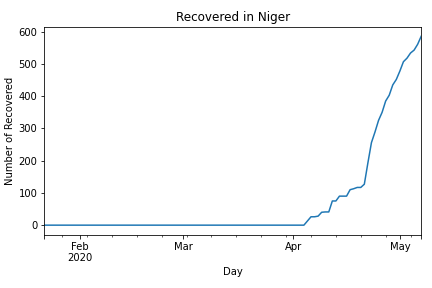 Recovered in Niger
600
500
400
300
200
100
0
Number of Recovered
Feb
2020
Mar
Apr
May
Day